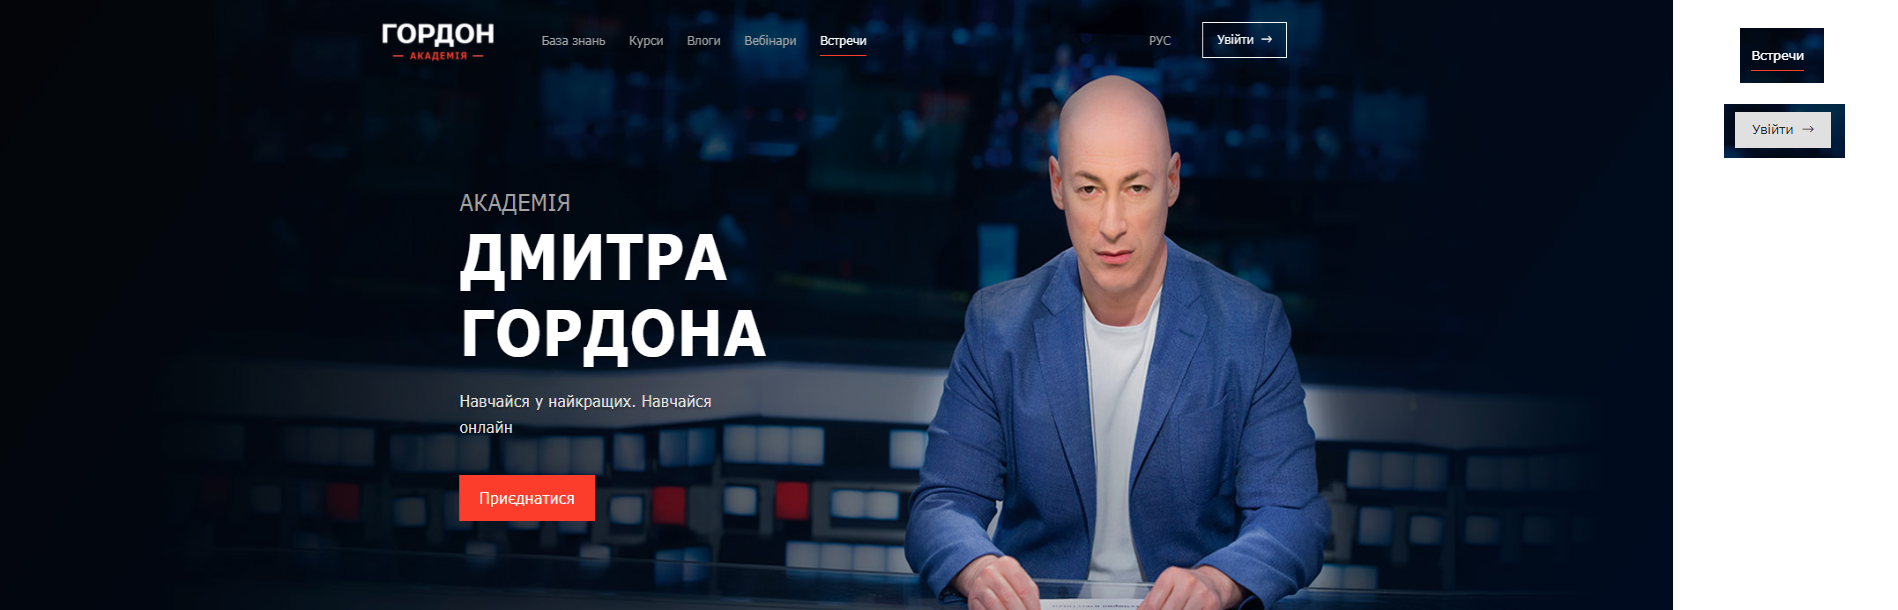 ГОРДОН
— АКАДЕМІЯ —
База знань Курси Влоги Вебінари Встречи
РУС
Увійти →
АКАДЕМІЯ
ДМИТРА
ГОРДОНА
Навчайся у найкращих. Навчайся
онлайн
Приєднатися
Встречи
Увійти →